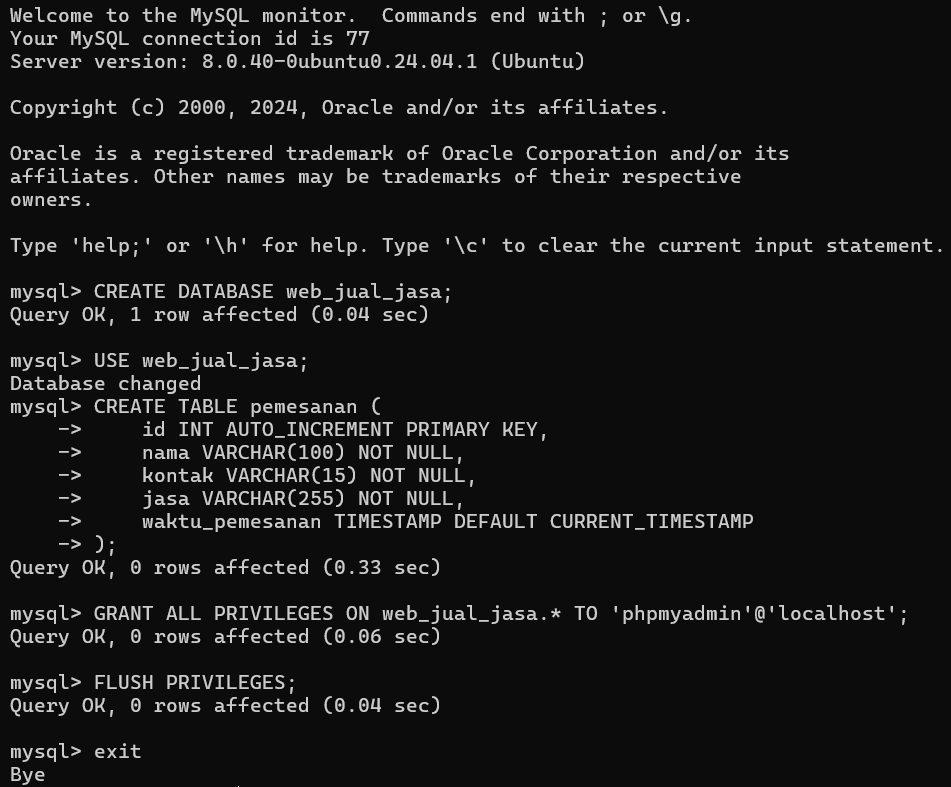 Welcome to the MySQL monitor.  Commands end with ; or \g.
Your MySQL connection id is 77
Server version: 8.0.40-0ubuntu0.24.04.1 (Ubuntu)

Copyright (c) 2000, 2024, Oracle and/or its affiliates.

Oracle is a registered trademark of Oracle Corporation and/or its
affiliates. Other names may be trademarks of their respective
owners.

Type 'help;' or '\h' for help. Type '\c' to clear the current input statement.

mysql> CREATE DATABASE web_jual_jasa;
Query OK, 1 row affected (0.04 sec)

mysql> USE web_jual_jasa;
Database changed
mysql> CREATE TABLE pemesanan (
    ->     id INT AUTO_INCREMENT PRIMARY KEY,
    ->     nama VARCHAR(100) NOT NULL,
    ->     kontak VARCHAR(15) NOT NULL,
    ->     jasa VARCHAR(255) NOT NULL,
    ->     waktu_pemesanan TIMESTAMP DEFAULT CURRENT_TIMESTAMP
    -> );
Query OK, 0 rows affected (0.33 sec)

mysql> GRANT ALL PRIVILEGES ON web_jual_jasa.* TO 'phpmyadmin'@'localhost';
Query OK, 0 rows affected (0.06 sec)

mysql> FLUSH PRIVILEGES;
Query OK, 0 rows affected (0.04 sec)

mysql> exit
Bye